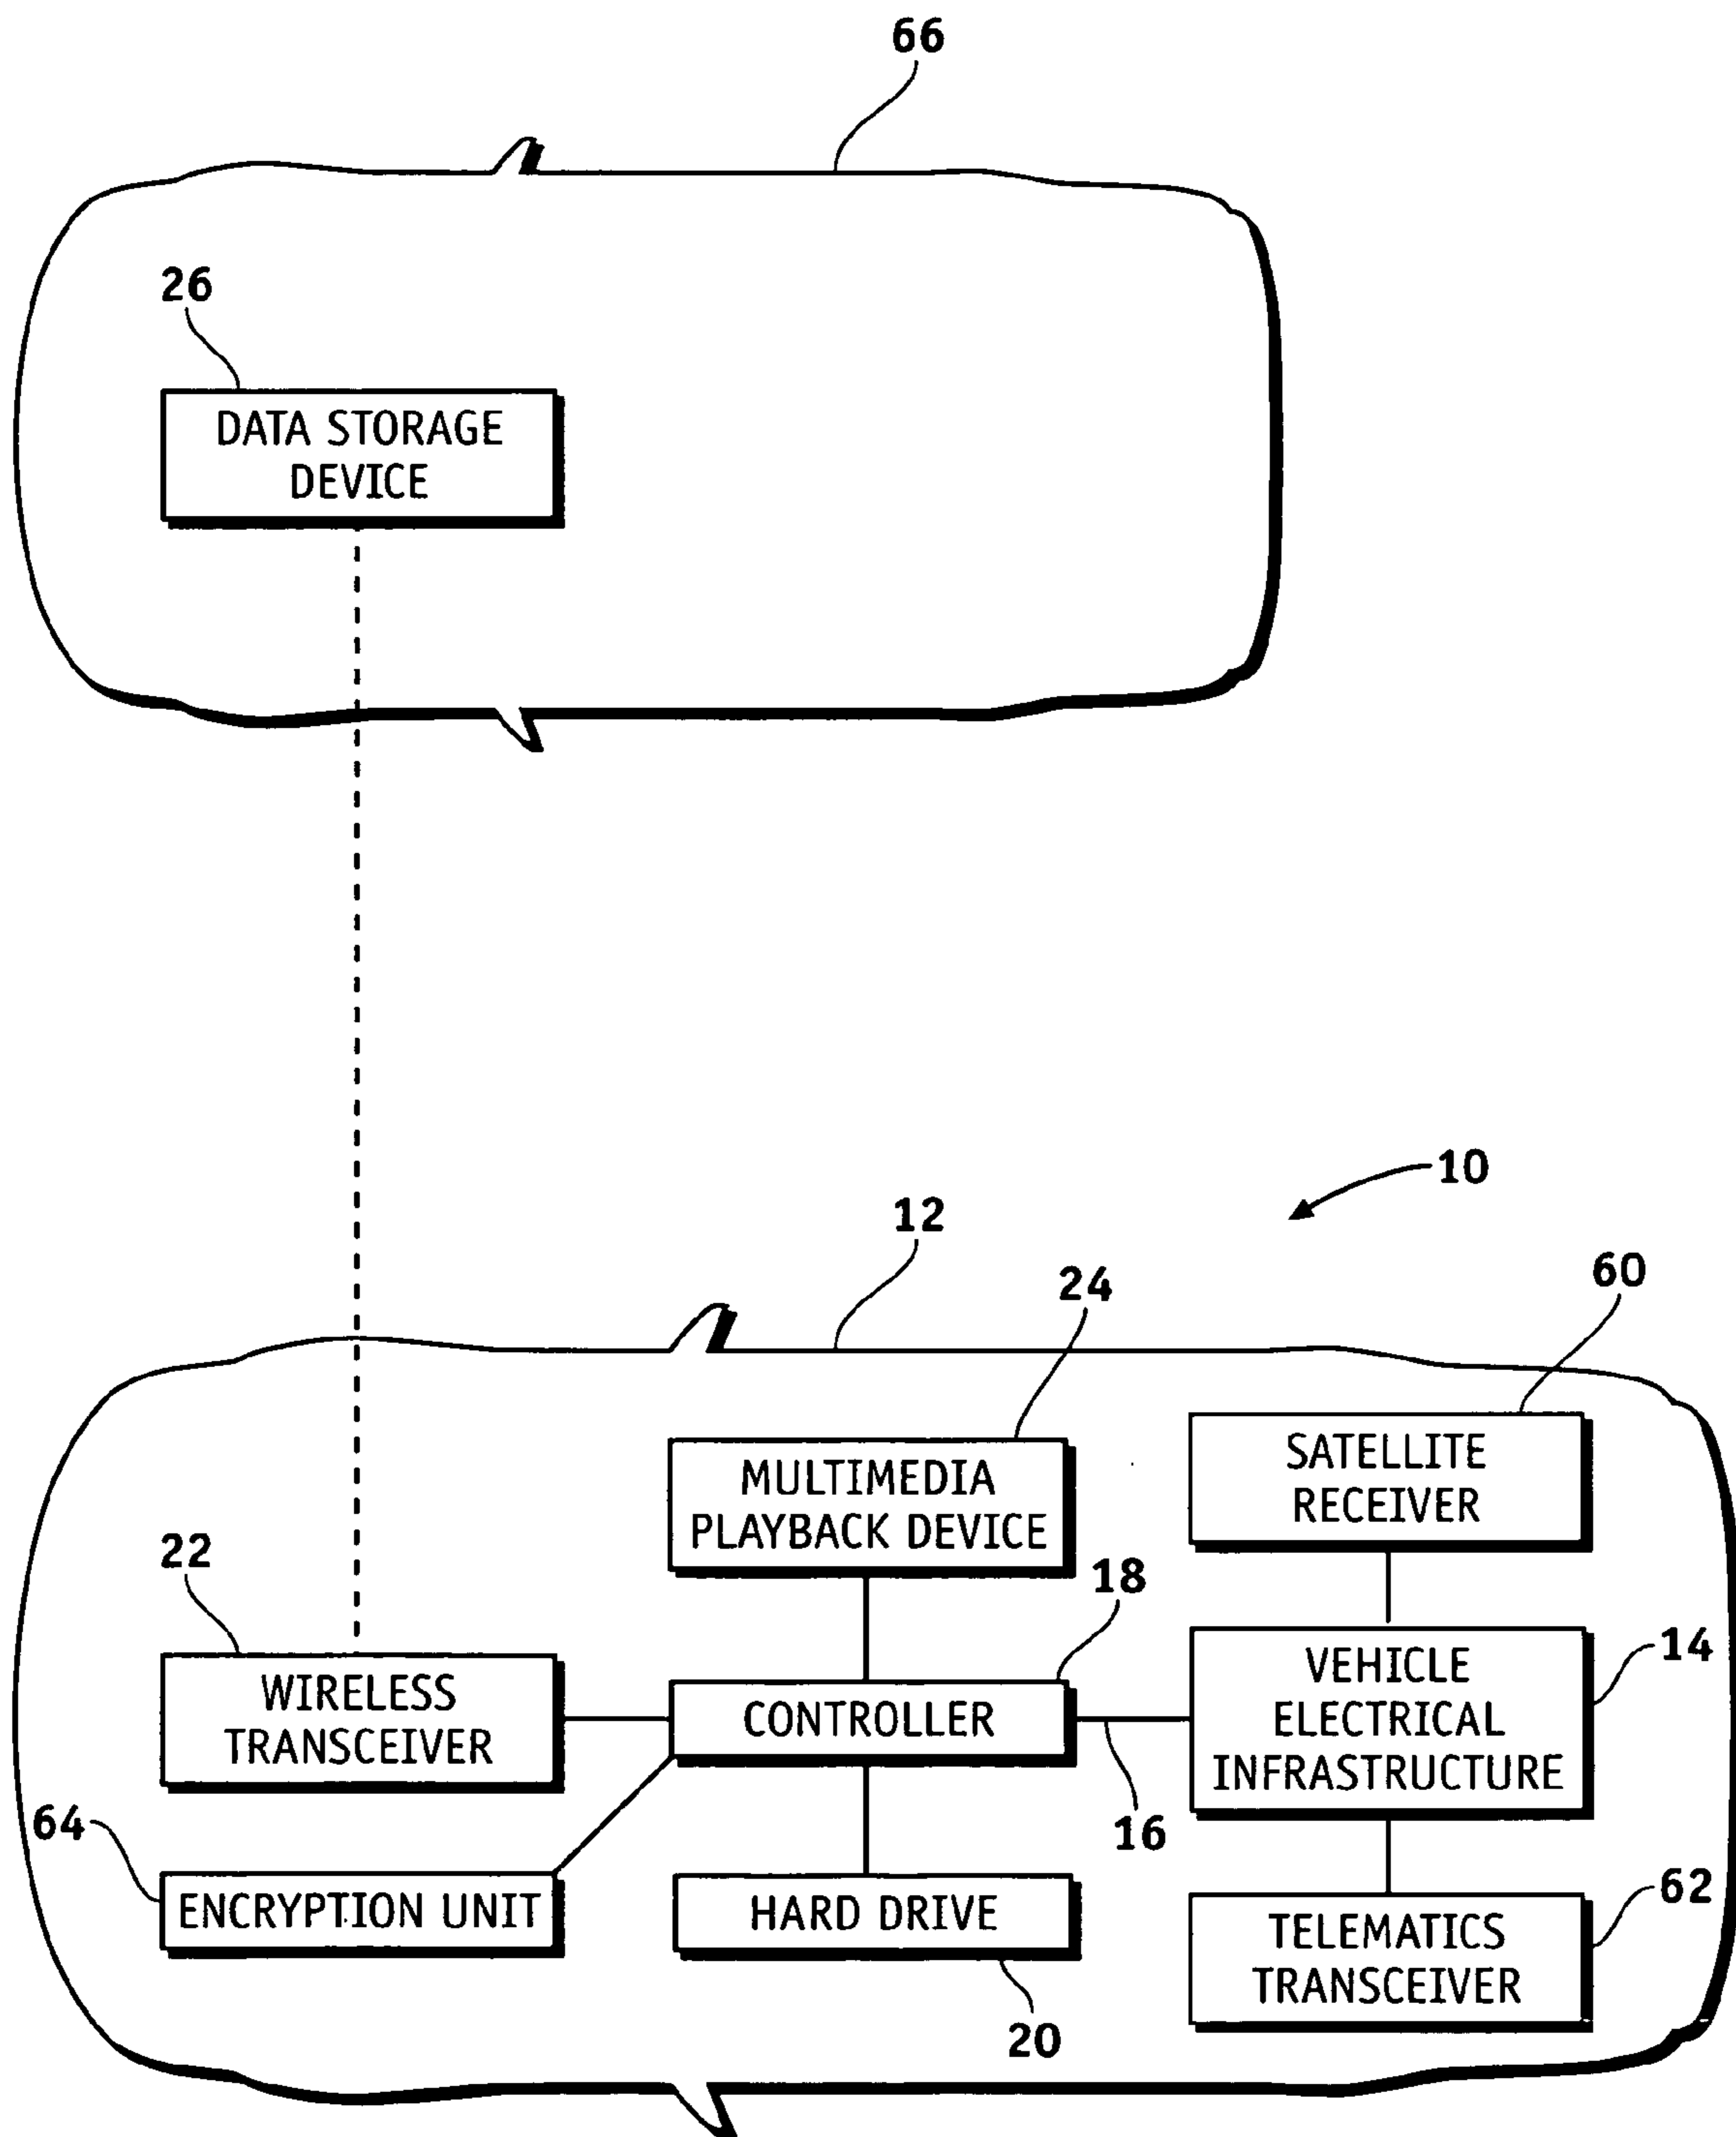 66
26
DATA STORAGE
DEVICE
10
12
24
60
MULTIMEDIA
PLAYBACK DEVICE
SATELLITE
RECEIVER
22
18
WIRELESS
TRANSCEIVER
CONTROLLER
VEHICLE
ELECTRICAL
INFRASTRUCTURE
14
16
64
ENCRYPTION UNIT
HARD DRIVE
20
TELEMATICS
TRANSCEIVER
62